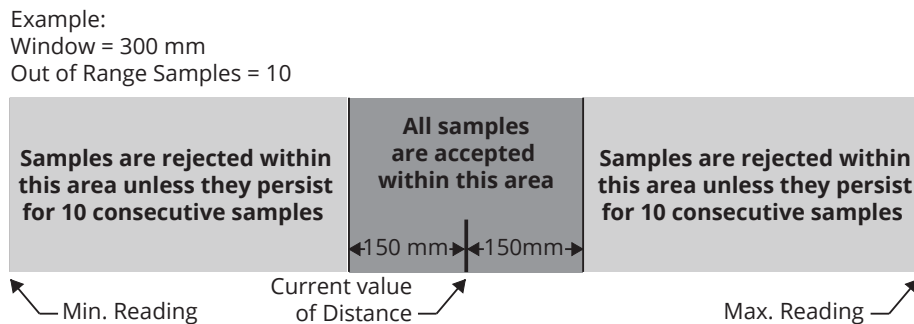 Example:
Window = 300 mm
Out of Range Samples = 10
Samples are rejected within
this area unless they persist
for 10 consecutive samples
All samples
are accepted
within this area
Samples are rejected within
this area unless they persist
for 10 consecutive samples
150 mm
150mm
Min. Reading
Current value
of Distance
Max. Reading